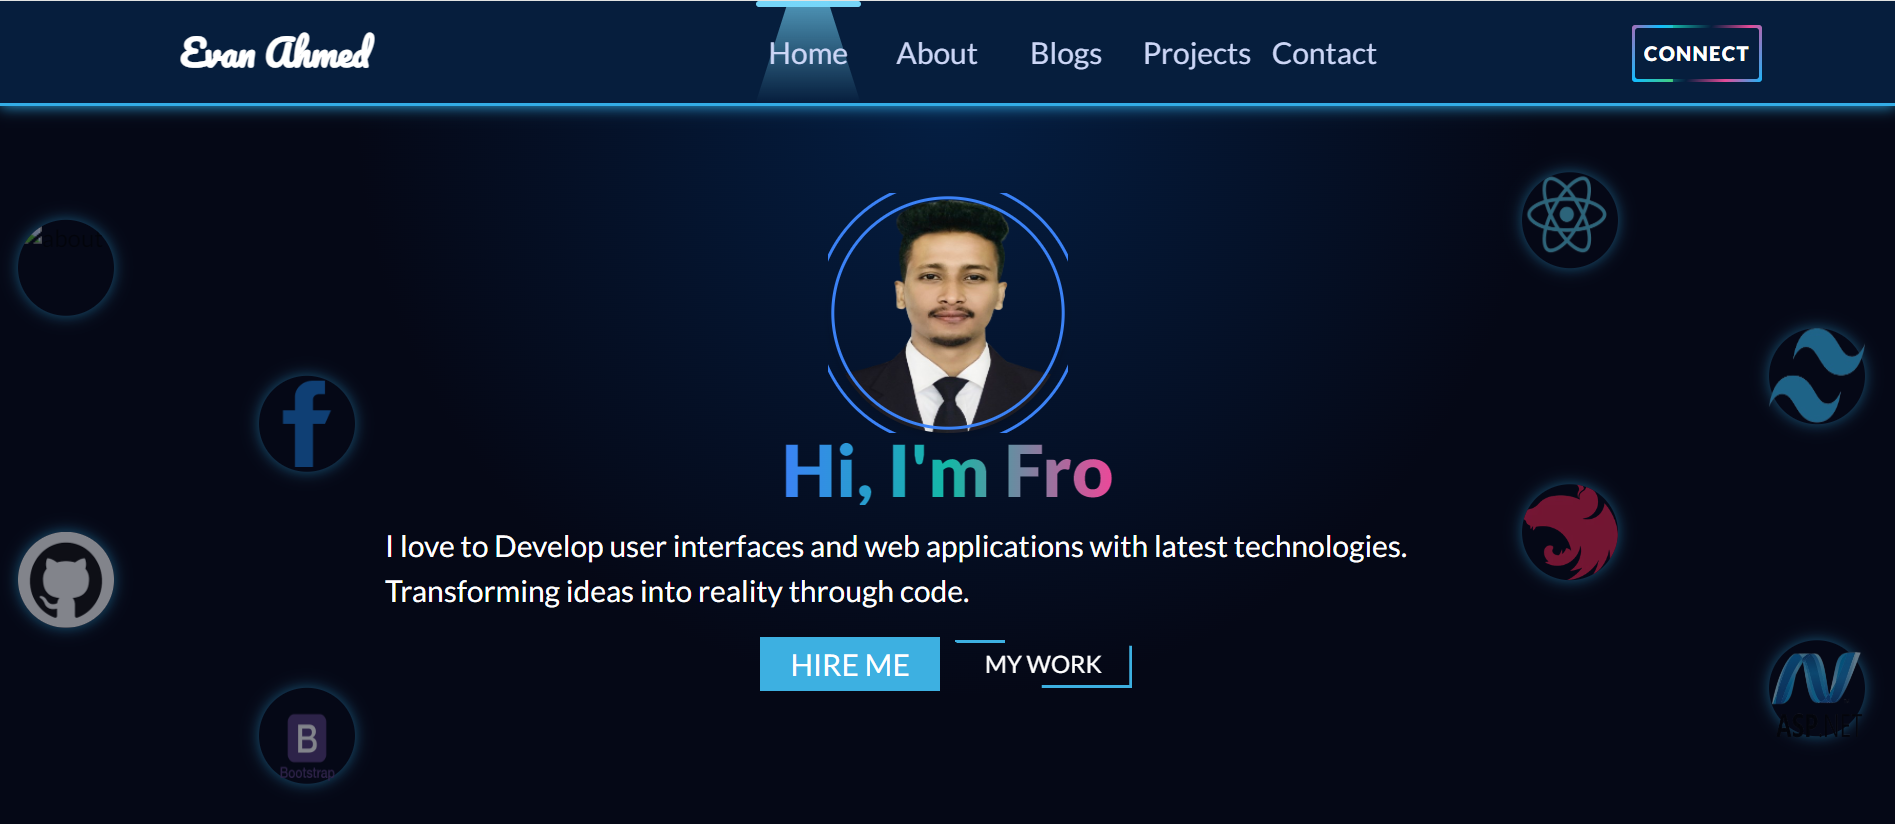 Evan Ahmed
Home About Blogs Projects Contact
CONNECT
Hi, I'm Fro
I love to Develop user interfaces and web applications with latest technologies.
Transforming ideas into reality through code.
HIRE ME
MY WORK
B
Bootstrap
ASP.NET